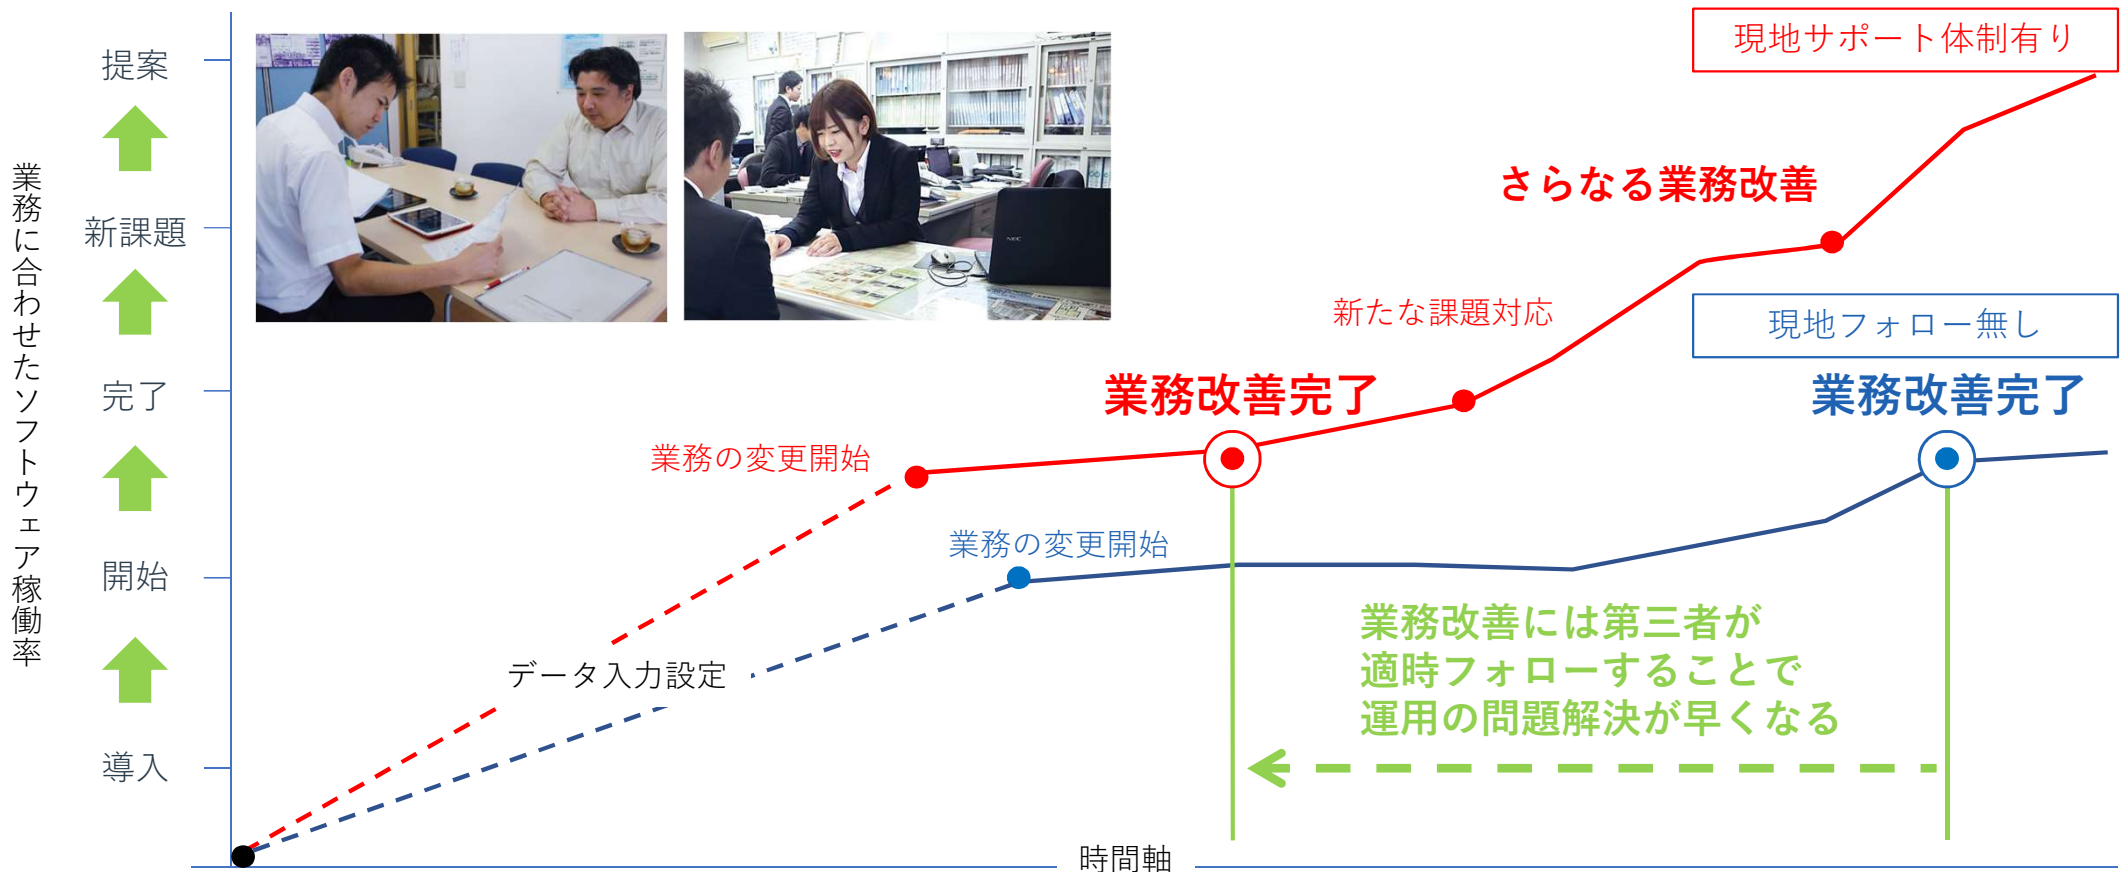 業務に合わせたソフトウェア稼働率
提案
新課題
完了
開始
導入
現地サポート体制有り
さらなる業務改善
新たな課題対応
現地フォロー無し
業務改善完了
業務改善完了
業務の変更開始
業務の変更開始
データ入力設定
業務改善には第三者が
適時フォローすることで
運用の問題解決が早くなる
時間軸
NEC